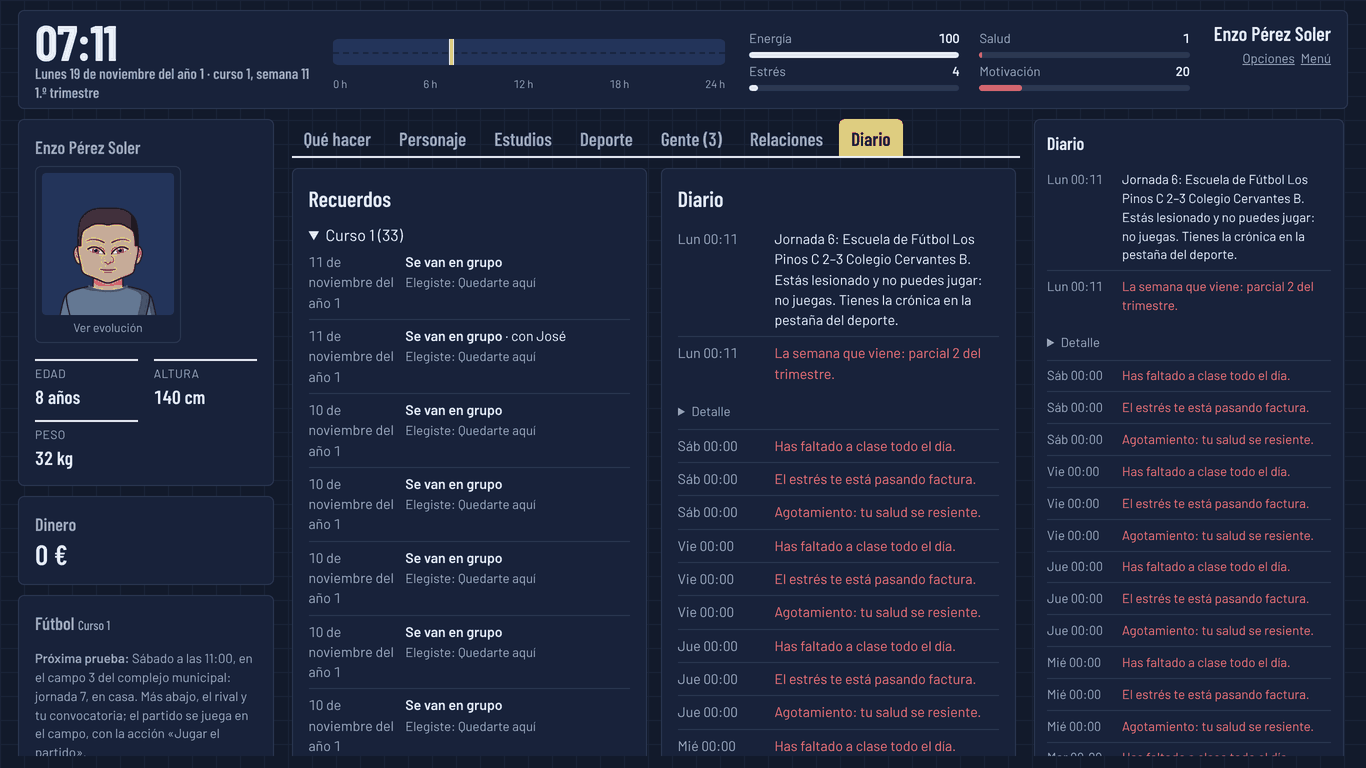 07:11
Lunes 19 de noviembre del año 1 · curso 1, semana 11
1.º trimestre
0 h
6 h
12 h
18 h
24 h
Energía 100
Estrés 4
Salud 1
Motivación 20
Enzo Pérez Soler
Opciones Menú
Enzo Pérez Soler
Ver evolución
EDAD
8 años
ALTURA
140 cm
PESO
32 kg
Dinero
0 €
Fútbol Curso 1
Próxima prueba: Sábado a las 11:00, en
el campo 3 del complejo municipal:
jornada 7, en casa. Más abajo, el rival y
tu convocatoria; el partido se juega en
el campo, con la acción «Jugar el
partido».
Qué hacer
Personaje
Estudios
Deporte
Gente (3)
Relaciones
Diario
Recuerdos
▼ Curso 1 (33)
11 de
noviembre del
año 1
Se van en grupo
Elegiste: Quedarte aquí
11 de
noviembre del
año 1
Se van en grupo · con José
Elegiste: Quedarte aquí
10 de
noviembre del
año 1
Se van en grupo
Elegiste: Quedarte aquí
10 de
noviembre del
año 1
Se van en grupo
Elegiste: Quedarte aquí
10 de
noviembre del
año 1
Se van en grupo
Elegiste: Quedarte aquí
10 de
noviembre del
año 1
Se van en grupo
Elegiste: Quedarte aquí
10 de
noviembre del
año 1
Se van en grupo
Elegiste: Quedarte aquí
Diario
Lun 00:11
Jornada 6: Escuela de Fútbol Los
Pinos C 2–3 Colegio Cervantes B.
Estás lesionado y no puedes jugar:
no juegas. Tienes la crónica en la
pestaña del deporte.
Lun 00:11
La semana que viene: parcial 2 del
trimestre.
▶ Detalle
Sáb 00:00 Has faltado a clase todo el día.
Sáb 00:00 El estrés te está pasando factura.
Sáb 00:00 Agotamiento: tu salud se resiente.
Vie 00:00 Has faltado a clase todo el día.
Vie 00:00 El estrés te está pasando factura.
Vie 00:00 Agotamiento: tu salud se resiente.
Jue 00:00 Has faltado a clase todo el día.
Jue 00:00 El estrés te está pasando factura.
Jue 00:00 Agotamiento: tu salud se resiente.
Mié 00:00 Has faltado a clase todo el día.
Diario
Lun 00:11
Jornada 6: Escuela de Fútbol Los
Pinos C 2–3 Colegio Cervantes B.
Estás lesionado y no puedes jugar:
no juegas. Tienes la crónica en la
pestaña del deporte.
Lun 00:11
La semana que viene: parcial 2 del
trimestre.
▶ Detalle
Sáb 00:00 Has faltado a clase todo el día.
Sáb 00:00 El estrés te está pasando factura.
Sáb 00:00 Agotamiento: tu salud se resiente.
Vie 00:00 Has faltado a clase todo el día.
Vie 00:00 El estrés te está pasando factura.
Vie 00:00 Agotamiento: tu salud se resiente.
Jue 00:00 Has faltado a clase todo el día.
Jue 00:00 El estrés te está pasando factura.
Jue 00:00 Agotamiento: tu salud se resiente.
Mié 00:00 Has faltado a clase todo el día.
Mié 00:00 El estrés te está pasando factura.
Mié 00:00 Agotamiento: tu salud se resiente.